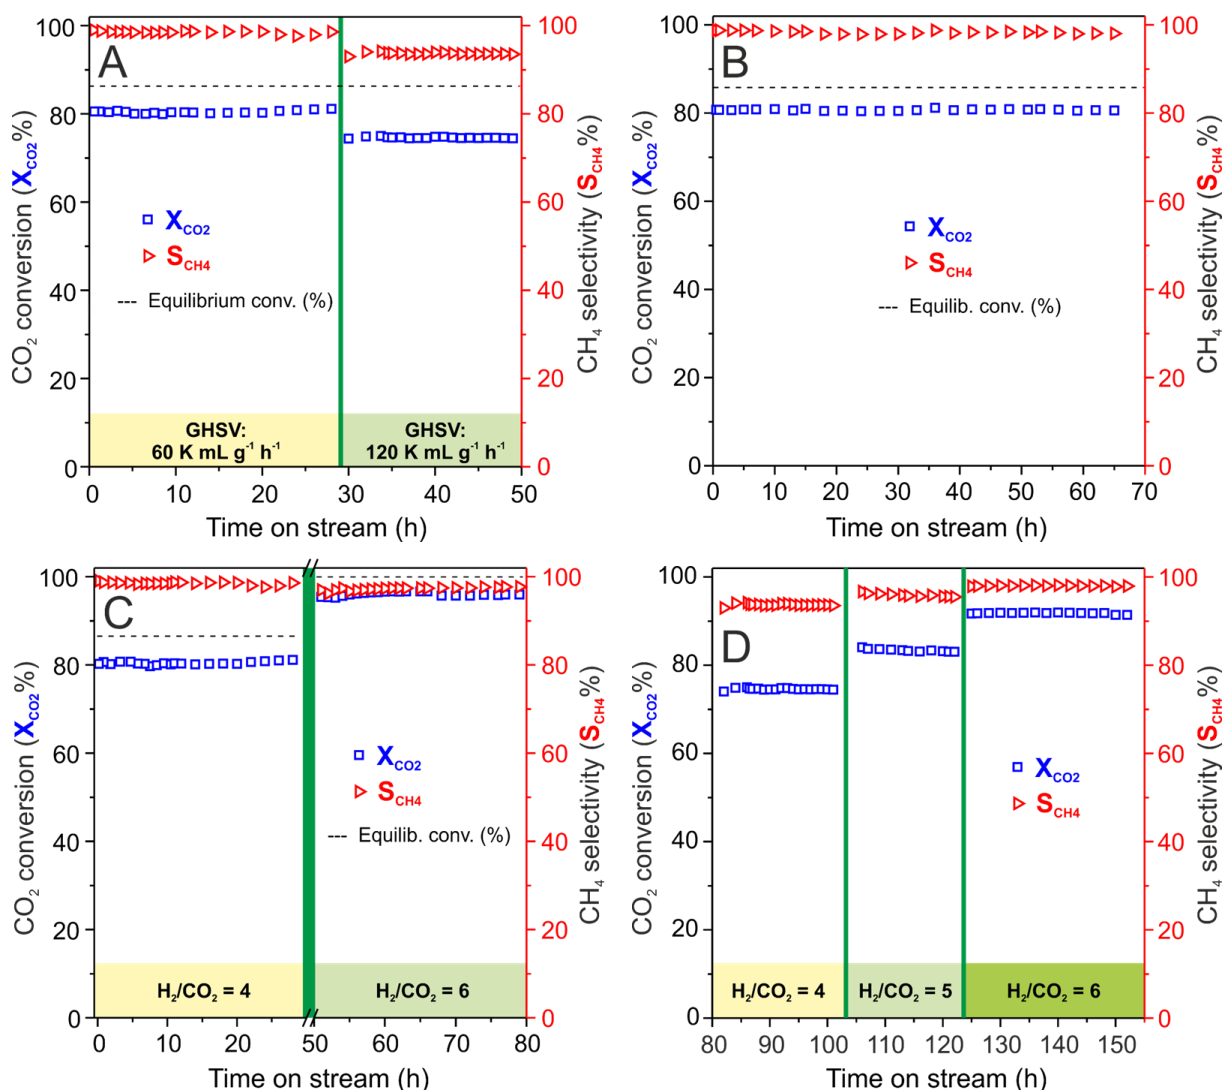 A
CO₂ conversion (X_CO2 %)
100
80
60
40
20
0
X_CO2
S_CH4
--- Equilibrium conv. (%)
GHSV:
60 K mL g⁻¹ h⁻¹
GHSV:
120 K mL g⁻¹ h⁻¹
0 10 20 30 40 50
Time on stream (h)
100
80
60
40
20
0
CH₄ selectivity (S_CH4 %)
B
CO₂ conversion (X_CO2 %)
100
80
60
40
20
0
X_CO2
S_CH4
--- Equilib. conv. (%)
0 10 20 30 40 50 60 70
Time on stream (h)
100
80
60
40
20
0
CH₄ selectivity (S_CH4 %)
C
CO₂ conversion (X_CO2 %)
100
80
60
40
20
0
X_CO2
S_CH4
--- Equilib. conv. (%)
H₂/CO₂ = 4
H₂/CO₂ = 6
0 10 20 50 60 70 80
Time on stream (h)
100
80
60
40
20
0
CH₄ selectivity (S_CH4 %)
D
CO₂ conversion (X_CO2 %)
100
80
60
40
20
0
X_CO2
S_CH4
H₂/CO₂ = 4
H₂/CO₂ = 5
H₂/CO₂ = 6
80 90 100 110 120 130 140 150
Time on stream (h)
100
80
60
40
20
0
CH₄ selectivity (S_CH4 %)